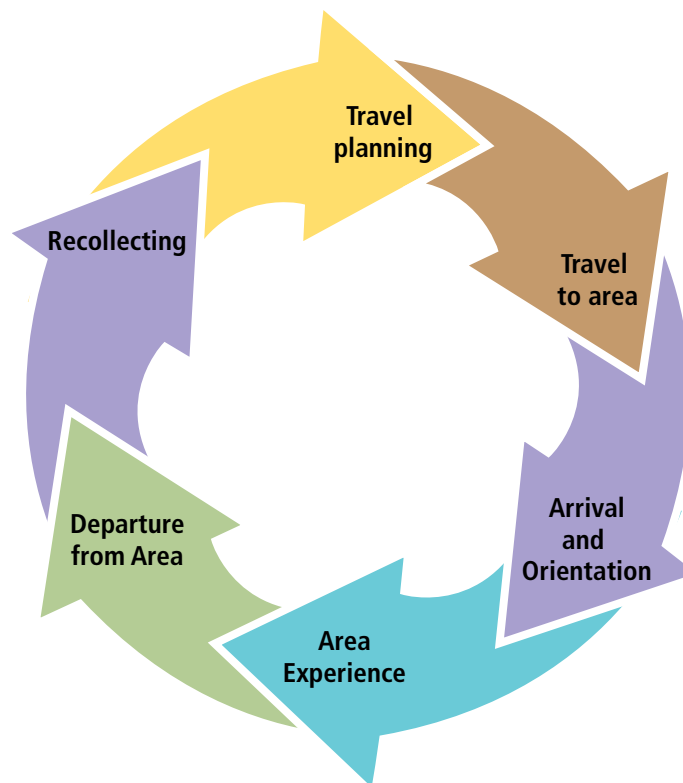 Travel
planning
Travel
to area
Arrival
and
Orientation
Area
Experience
Departure
from Area
Recollecting